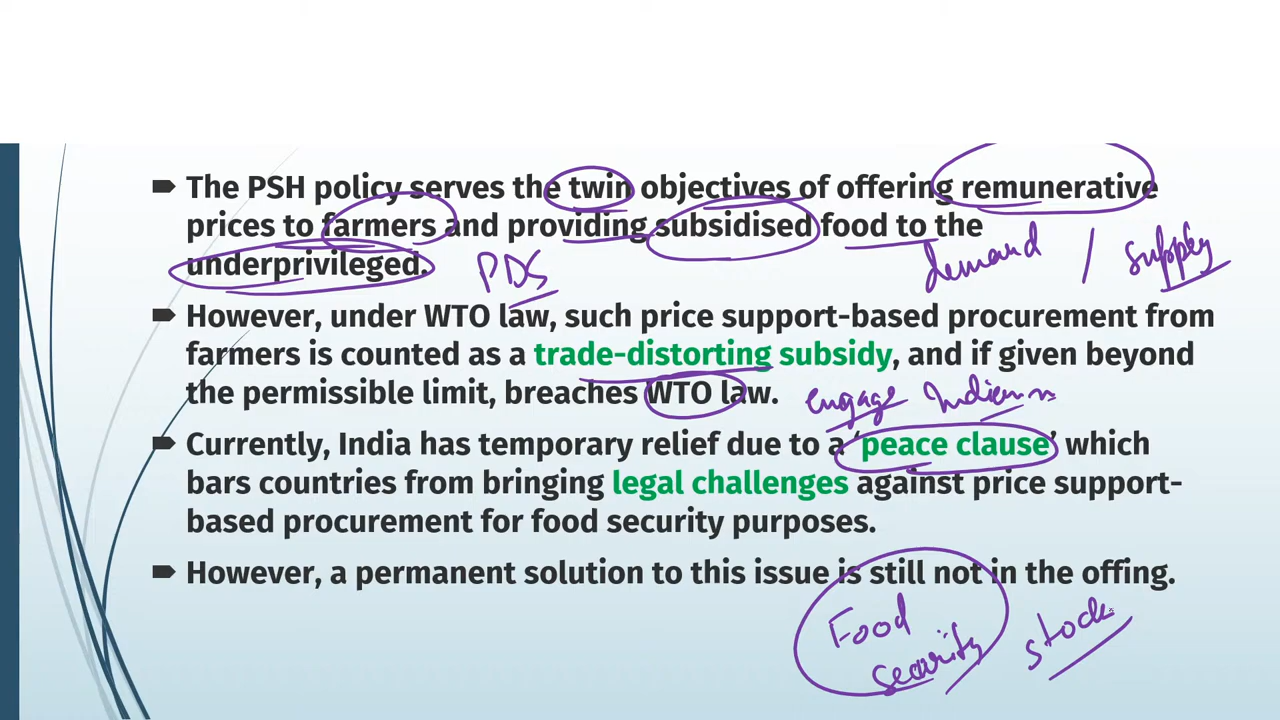 The PSH policy serves the twin objectives of offering remunerative
prices to farmers and providing subsidised food to the
underprivileged.
PDS
demand / supply
However, under WTO law, such price support-based procurement from
farmers is counted as a trade-distorting subsidy, and if given beyond
the permissible limit, breaches WTO law.
engage
Currently, India has temporary relief due to a ‘peace clause’ which
bars countries from bringing legal challenges against price support-
based procurement for food security purposes.
However, a permanent solution to this issue is still not in the offing.
Food
security
stock